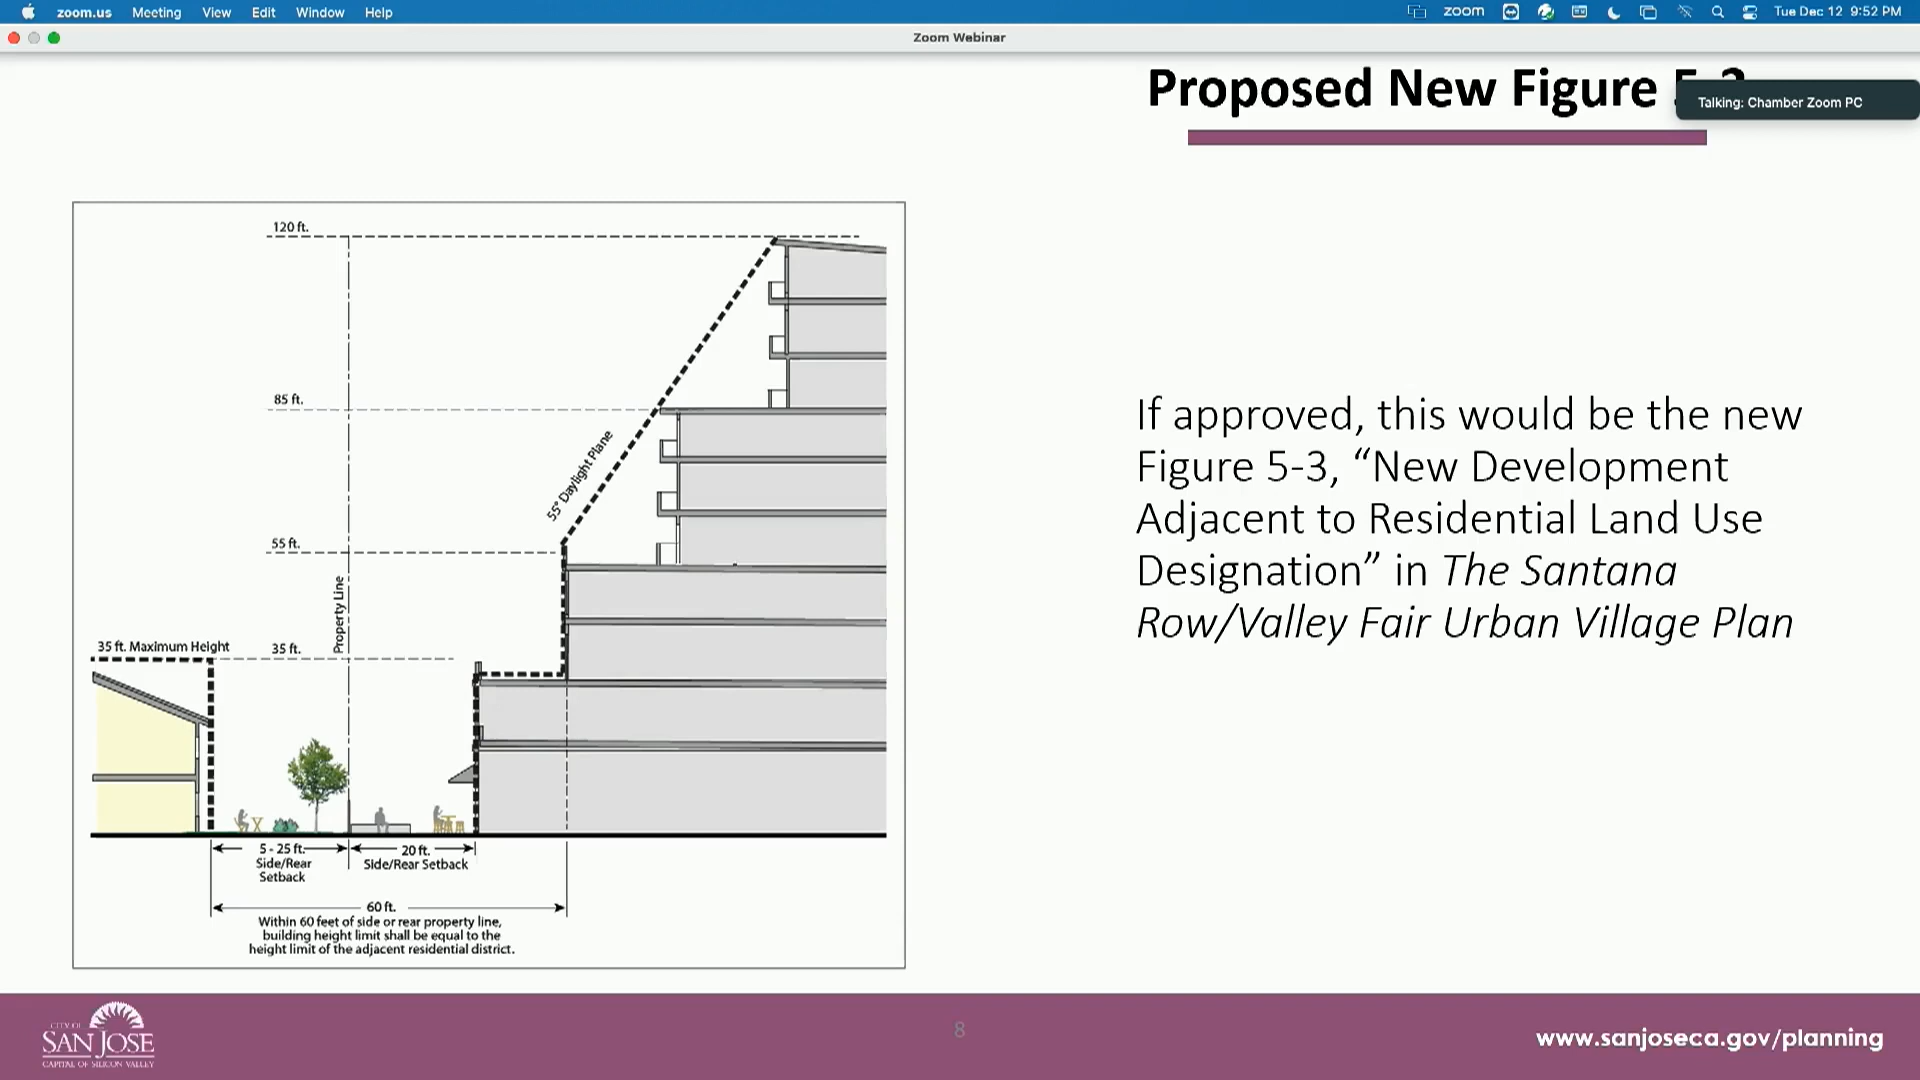 zoom.us Meeting View Edit Window Help
zoom Tue Dec 12 9:52 PM
Zoom Webinar
Proposed New Figure
Talking: Chamber Zoom PC
120 ft.
85 ft.
55° Daylight Plane
55 ft.
Property Line
35 ft. Maximum Height
35 ft.
5 - 25 ft.
Side/Rear
Setback
20 ft.
Side/Rear Setback
60 ft.
Within 60 feet of side or rear property line,
building height limit shall be equal to the
height limit of the adjacent residential district.
If approved, this would be the new
Figure 5-3, “New Development
Adjacent to Residential Land Use
Designation” in The Santana
Row/Valley Fair Urban Village Plan
CITY OF
SAN JOSE
CAPITAL OF SILICON VALLEY
8
www.sanjoseca.gov/planning